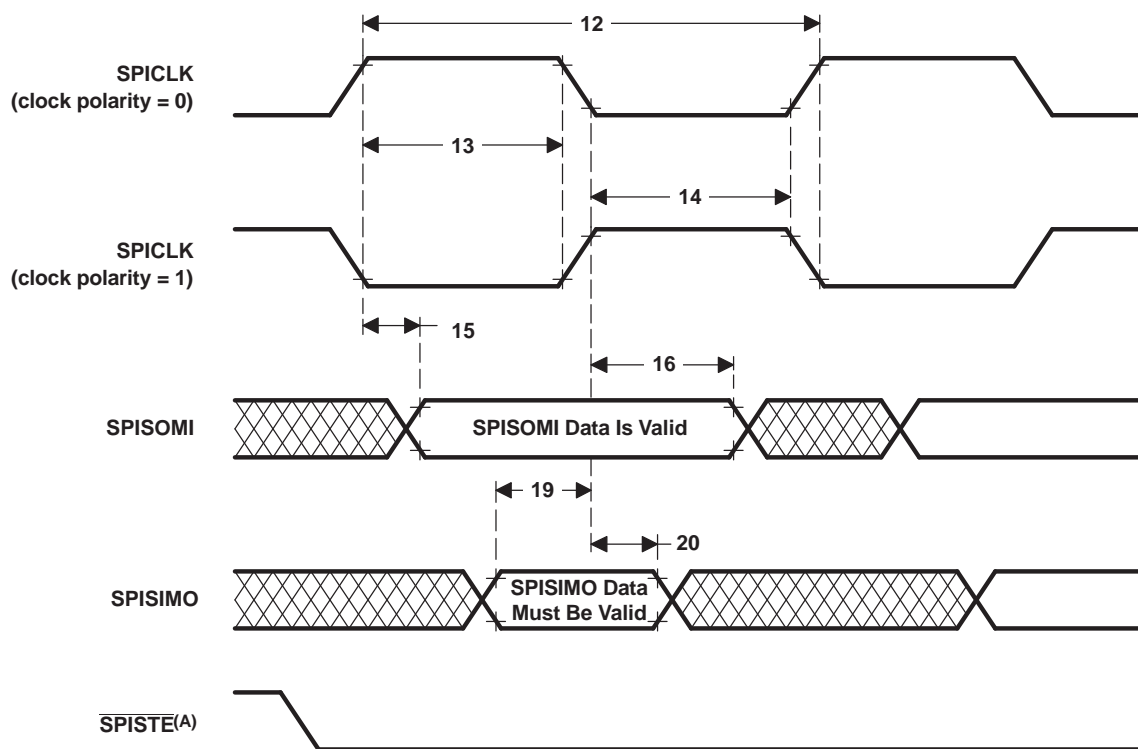 12
SPICLK
(clock polarity = 0)
13
14
SPICLK
(clock polarity = 1)
15
16
SPISOMI
SPISOMI Data Is Valid
19
20
SPISIMO
SPISIMO Data
Must Be Valid
SPISTE(A)